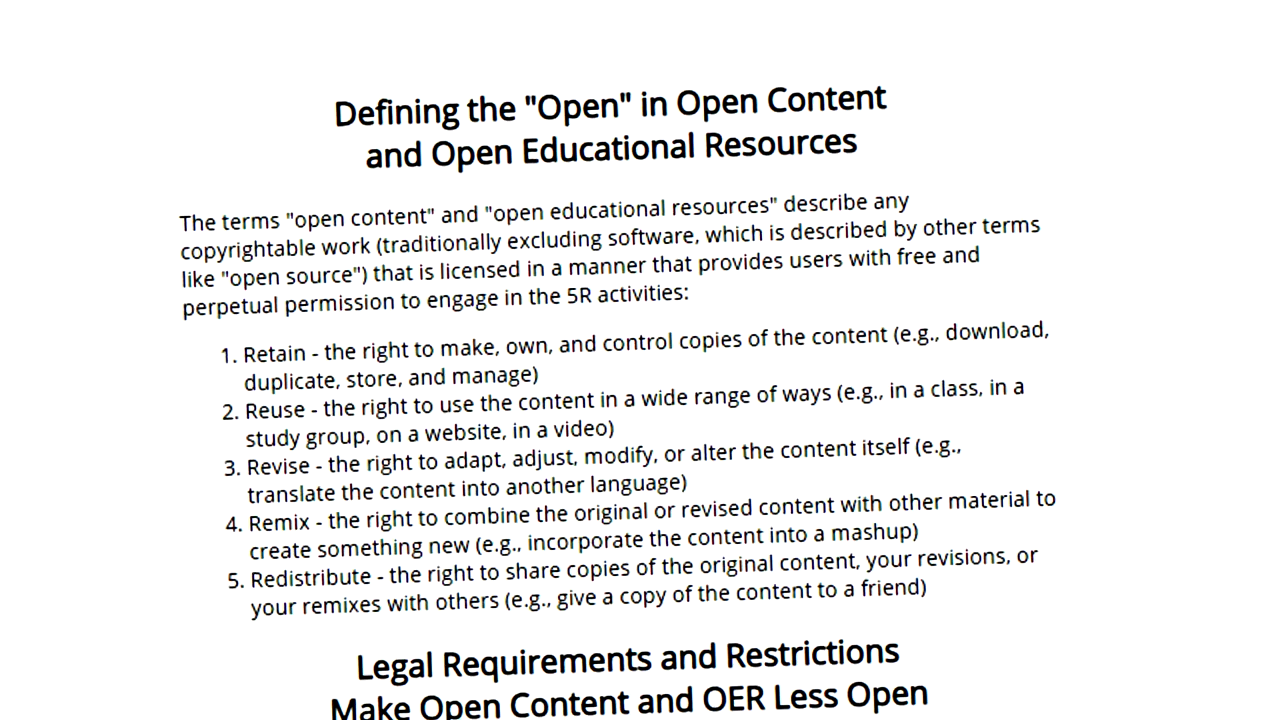 Defining the "Open" in Open Content
and Open Educational Resources
The terms "open content" and "open educational resources" describe any
copyrightable work (traditionally excluding software, which is described by other terms
like "open source") that is licensed in a manner that provides users with free and
perpetual permission to engage in the 5R activities:
1. Retain - the right to make, own, and control copies of the content (e.g., download,
duplicate, store, and manage)
2. Reuse - the right to use the content in a wide range of ways (e.g., in a class, in a
study group, on a website, in a video)
3. Revise - the right to adapt, adjust, modify, or alter the content itself (e.g.,
translate the content into another language)
4. Remix - the right to combine the original or revised content with other material to
create something new (e.g., incorporate the content into a mashup)
5. Redistribute - the right to share copies of the original content, your revisions, or
your remixes with others (e.g., give a copy of the content to a friend)
Legal Requirements and Restrictions
Make Open Content and OER Less Open